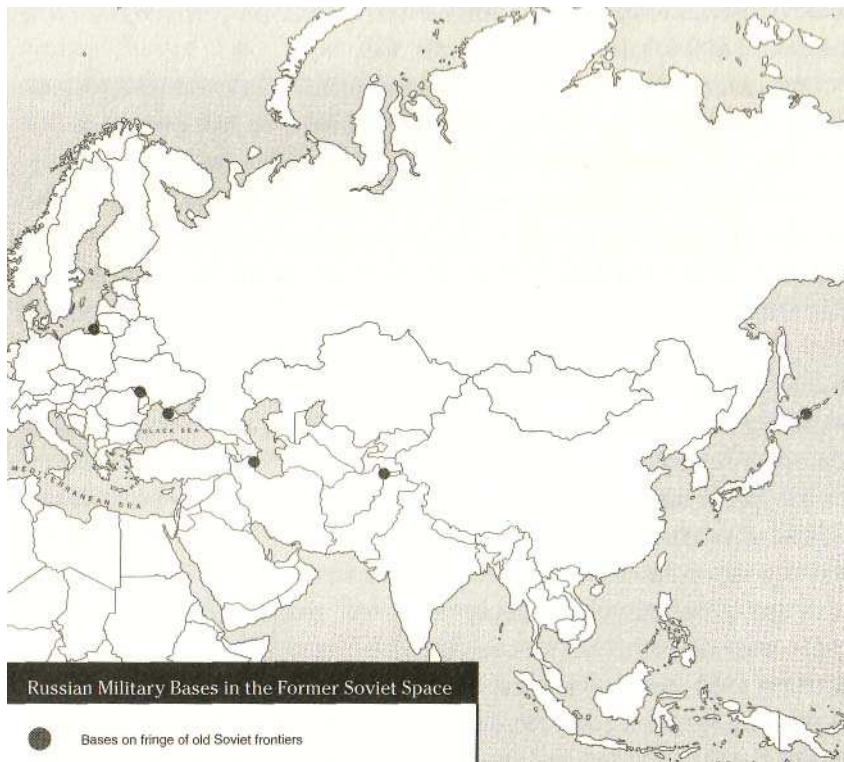 BLACK SEA
MEDITERRANEAN SEA
Russian Military Bases in the Former Soviet Space
Bases on fringe of old Soviet frontiers